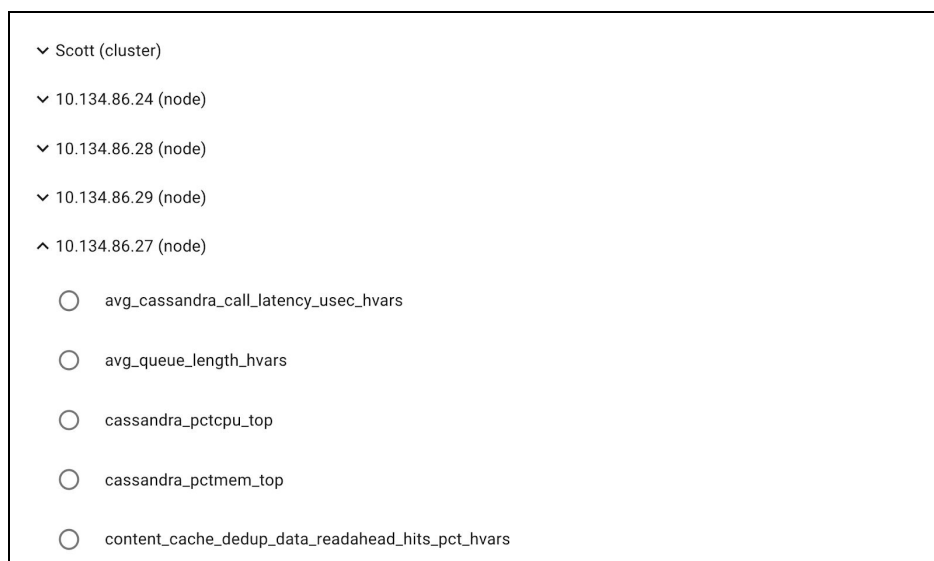 Scott (cluster)
10.134.86.24 (node)
10.134.86.28 (node)
10.134.86.29 (node)
10.134.86.27 (node)
avg_cassandra_call_latency_usec_hvars
avg_queue_length_hvars
cassandra_pctcpu_top
cassandra_pctmem_top
content_cache_dedup_data_readahead_hits_pct_hvars